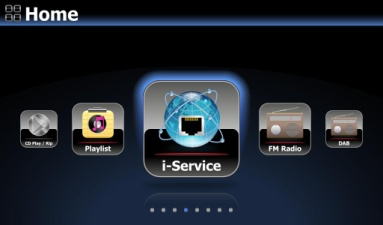 Home
CD Play / Rip
Playlist
i-Service
FM Radio
DAB